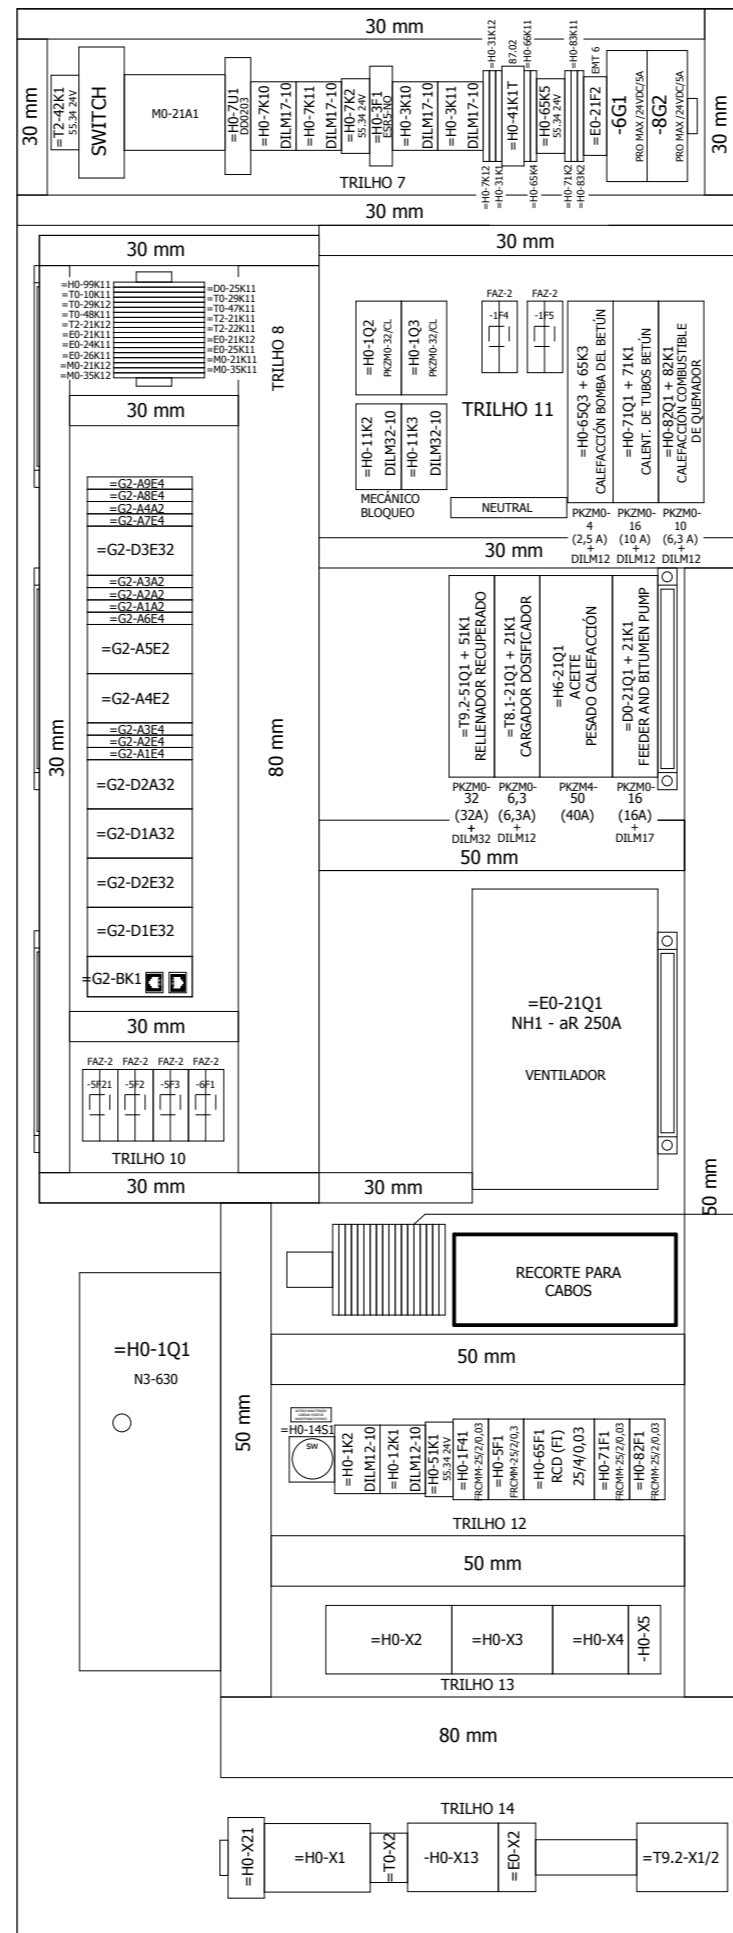 30 mm
30 mm
=T2-42K1
55.34 24V
SWITCH
M0-21A1
=H0-7U1
DD0203
=H0-7K10
DILM17-10
=H0-7K11
DILM17-10
=H0-7K2
55.34 24V
=H0-3F1
ESR5-NO
=H0-3K10
DILM17-10
=H0-3K11
DILM17-10
=H0-31K12
=H0-7K12
=H0-31K1
87.02
=H0-41K1T
=H0-66K11
=H0-65K4
=H0-65K5
55.34 24V
=H0-83K11
=H0-71K2
=H0-83K2
EMT 6
=E0-21F2
-6G1
PRO MAX /24VDC/5A
-8G2
PRO MAX /24VDC/5A
30 mm
TRILHO 7
30 mm
30 mm
30 mm
=H0-99K11
=T0-10K11
=T0-29K12
=T0-48K11
=T2-21K12
=E0-21K11
=E0-24K11
=E0-26K11
=M0-21K12
=M0-35K12
=D0-25K11
=T0-29K11
=T0-47K11
=T2-21K11
=T2-22K11
=E0-21K12
=E0-25K11
=M0-21K11
=M0-35K11
TRILHO 8
=H0-1Q2
PKZM0-32/CL
=H0-1Q3
PKZM0-32/CL
FAZ-2
-1F4
FAZ-2
-1F5
=H0-65Q3 + 65K3
CALEFACCIÓN BOMBA DEL BETÚN
=H0-71Q1 + 71K1
CALENT. DE TUBOS BETÚN
=H0-82Q1 + 82K1
CALEFACCIÓN COMBUSTIBLE
DE QUEMADOR
TRILHO 11
=H0-11K2
DILM32-10
=H0-11K3
DILM32-10
MECÁNICO
BLOQUEO
NEUTRAL
PKZM0-
4
(2,5 A)
+
DILM12
PKZM0-
16
(10 A)
+
DILM12
PKZM0-
10
(6,3 A)
+
DILM12
30 mm
30 mm
=G2-A9E4
=G2-A8E4
=G2-A4A2
=G2-A7E4
=G2-D3E32
=G2-A3A2
=G2-A2A2
=G2-A1A2
=G2-A6E4
=G2-A5E2
=G2-A4E2
=G2-A3E4
=G2-A2E4
=G2-A1E4
=G2-D2A32
=G2-D1A32
=G2-D2E32
=G2-D1E32
=G2-BK1
30 mm
80 mm
=T9.2-51Q1 + 51K1
RELLENADOR RECUPERADO
=T8.1-21Q1 + 21K1
CARGADOR DOSIFICADOR
=H6-21Q1
ACEITE
PESADO CALEFACCIÓN
=D0-21Q1 + 21K1
FEEDER AND BITUMEN PUMP
PKZM0-
32
(32A)
+
DILM32
PKZM0-
6,3
(6,3A)
+
DILM12
PKZM4-
50
(40A)
PKZM0-
16
(16A)
+
DILM17
50 mm
=E0-21Q1
NH1 - aR 250A
VENTILADOR
30 mm
FAZ-2
FAZ-2
FAZ-2
FAZ-2
-5F21
-5F2
-5F3
-6F1
TRILHO 10
30 mm
30 mm
50 mm
RECORTE PARA
CABOS
=H0-1Q1
N3-630
50 mm
50 mm
=H0-14S1
SW
=H0-1K2
DILM12-10
=H0-12K1
DILM12-10
=H0-51K1
55.34 24V
=H0-1F41
FRCMM-25/2/0,03
=H0-5F1
FRCMM-25/2/0,3
=H0-65F1
RCD (FI)
25/4/0,03
=H0-71F1
FRCMM-25/2/0,03
=H0-82F1
FRCMM-25/2/0,03
TRILHO 12
50 mm
=H0-X2
=H0-X3
=H0-X4
-H0-X5
TRILHO 13
80 mm
TRILHO 14
=H0-X21
=H0-X1
=T0-X2
-H0-X13
=E0-X2
=T9.2-X1/2